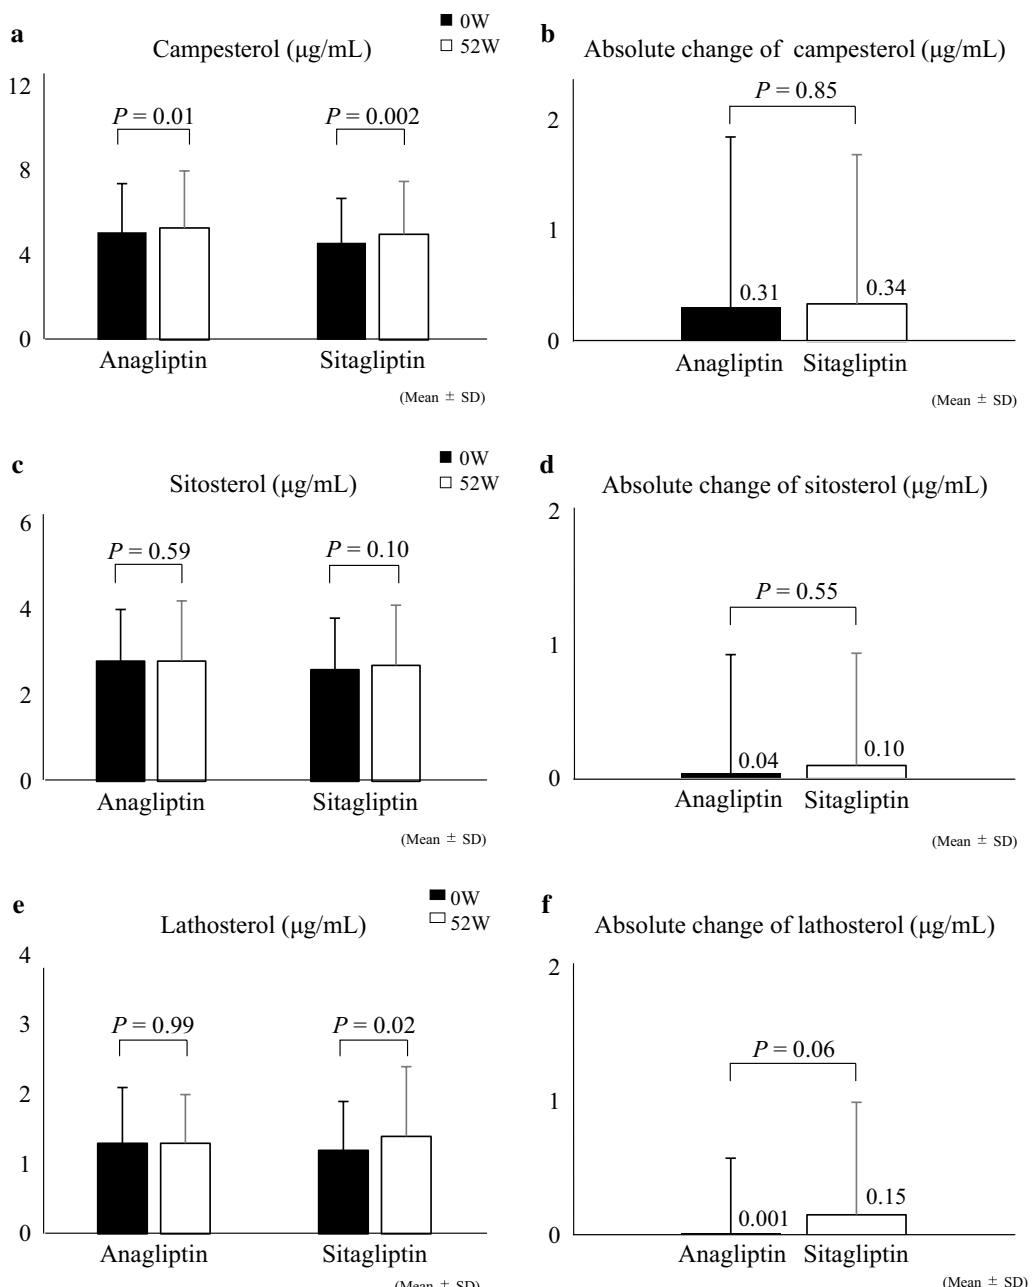 a
Campesterol (μg/mL)
0W
52W
12
8
4
0
P = 0.01
P = 0.002
Anagliptin
Sitagliptin
(Mean ± SD)
b
Absolute change of campesterol (μg/mL)
2
1
0
P = 0.85
0.31
0.34
Anagliptin
Sitagliptin
(Mean ± SD)
c
Sitosterol (μg/mL)
0W
52W
6
4
2
0
P = 0.59
P = 0.10
Anagliptin
Sitagliptin
(Mean ± SD)
d
Absolute change of sitosterol (μg/mL)
2
1
0
P = 0.55
0.04
0.10
Anagliptin
Sitagliptin
(Mean ± SD)
e
Lathosterol (μg/mL)
0W
52W
4
3
2
1
0
P = 0.99
P = 0.02
Anagliptin
Sitagliptin
(Mean ± SD)
f
Absolute change of lathosterol (μg/mL)
2
1
0
P = 0.06
0.001
0.15
Anagliptin
Sitagliptin
(Mean ± SD)